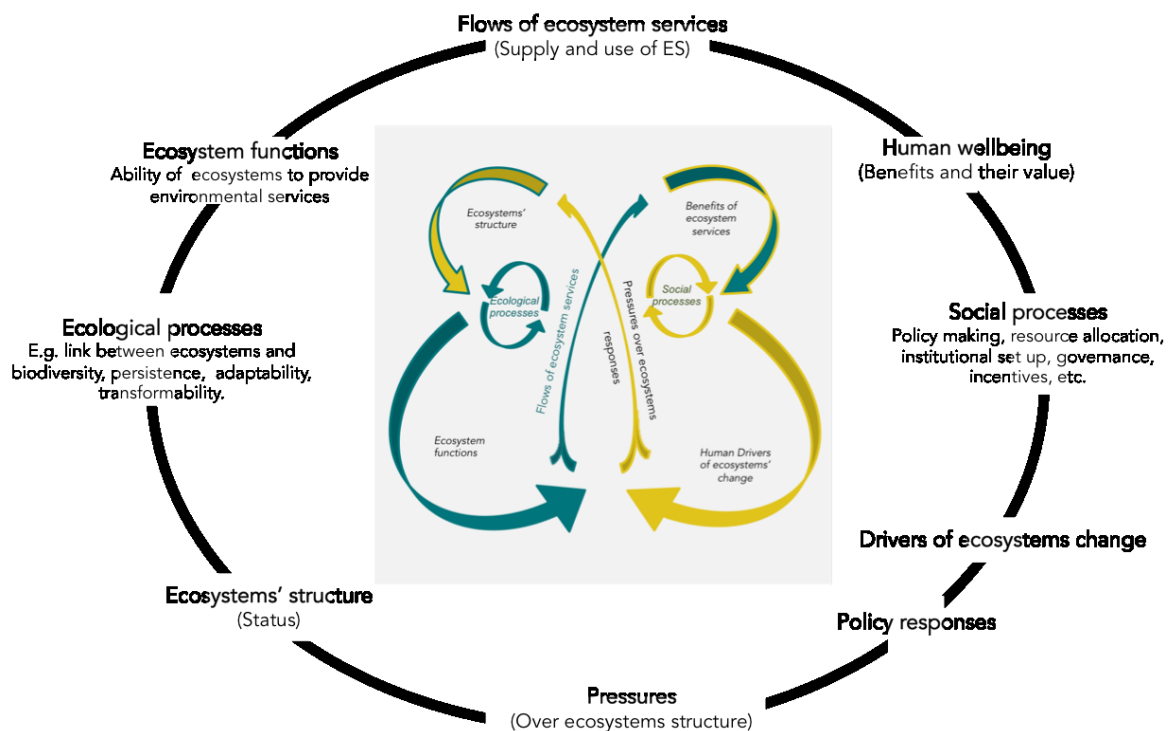 Flows of ecosystem services
(Supply and use of ES)
Ecosystem functions
Ability of ecosystems to provide
environmental services
Human wellbeing
(Benefits and their value)
Ecosystems'
structure
Benefits of
ecosystem
services
Ecological
processes
Social
processes
Flows of ecosystem services
Pressures over ecosystems
responses
Ecosystem
functions
Human Drivers
of ecosystems'
change
Ecological processes
E.g. link between ecosystems and
biodiversity, persistence, adaptability,
transformability.
Social processes
Policy making, resource allocation,
institutional set up, governance,
incentives, etc.
Drivers of ecosystems change
Ecosystems' structure
(Status)
Policy responses
Pressures
(Over ecosystems structure)